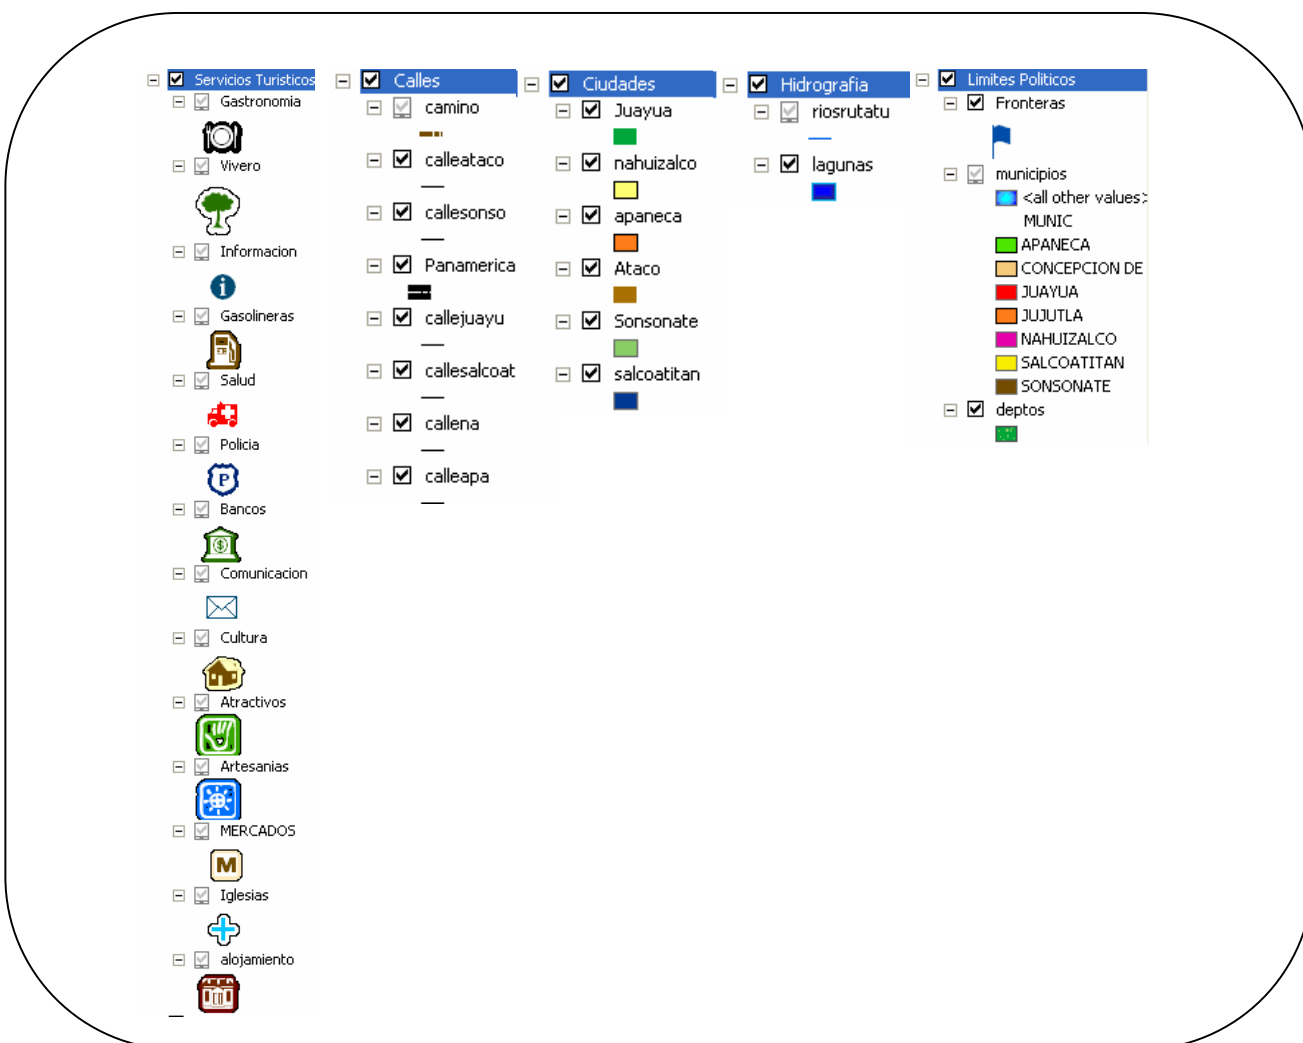 Servicios Turisticos
Gastronomia
Vivero
Informacion
i
Gasolineras
Salud
Policia
P
Bancos
$
Comunicacion
Cultura
Atractivos
Artesanias
MERCADOS
M
Iglesias
alojamiento
Calles
camino
calleataco
callesonso
Panamerica
callejuayu
callesalcoat
callena
calleapa
Ciudades
Juayua
nahuizalco
apaneca
Ataco
Sonsonate
salcoatitan
Hidrografia
riosrutatu
lagunas
Limites Politicos
Fronteras
municipios
<all other values>
MUNIC
APANECA
CONCEPCION DE
JUAYUA
JUJUTLA
NAHUIZALCO
SALCOATITAN
SONSONATE
deptos